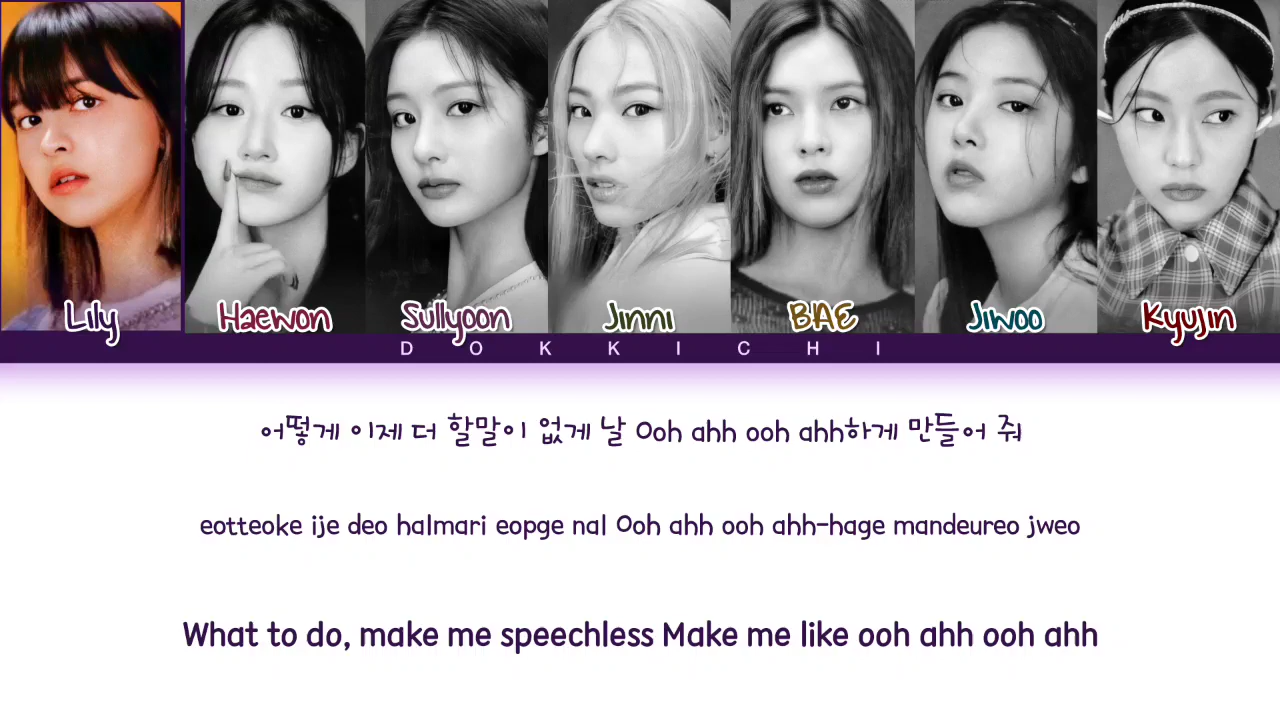 Lily Haewon Sullyoon Jinni BAE Jiwoo Kyujin
DOKKICHI
어떻게 이제 더 할말이 없게 날 Ooh ahh ooh ahh하게 만들어 줘
eotteoke ije deo halmari eopge nal Ooh ahh ooh ahh-hage mandeureo jweo
What to do, make me speechless Make me like ooh ahh ooh ahh